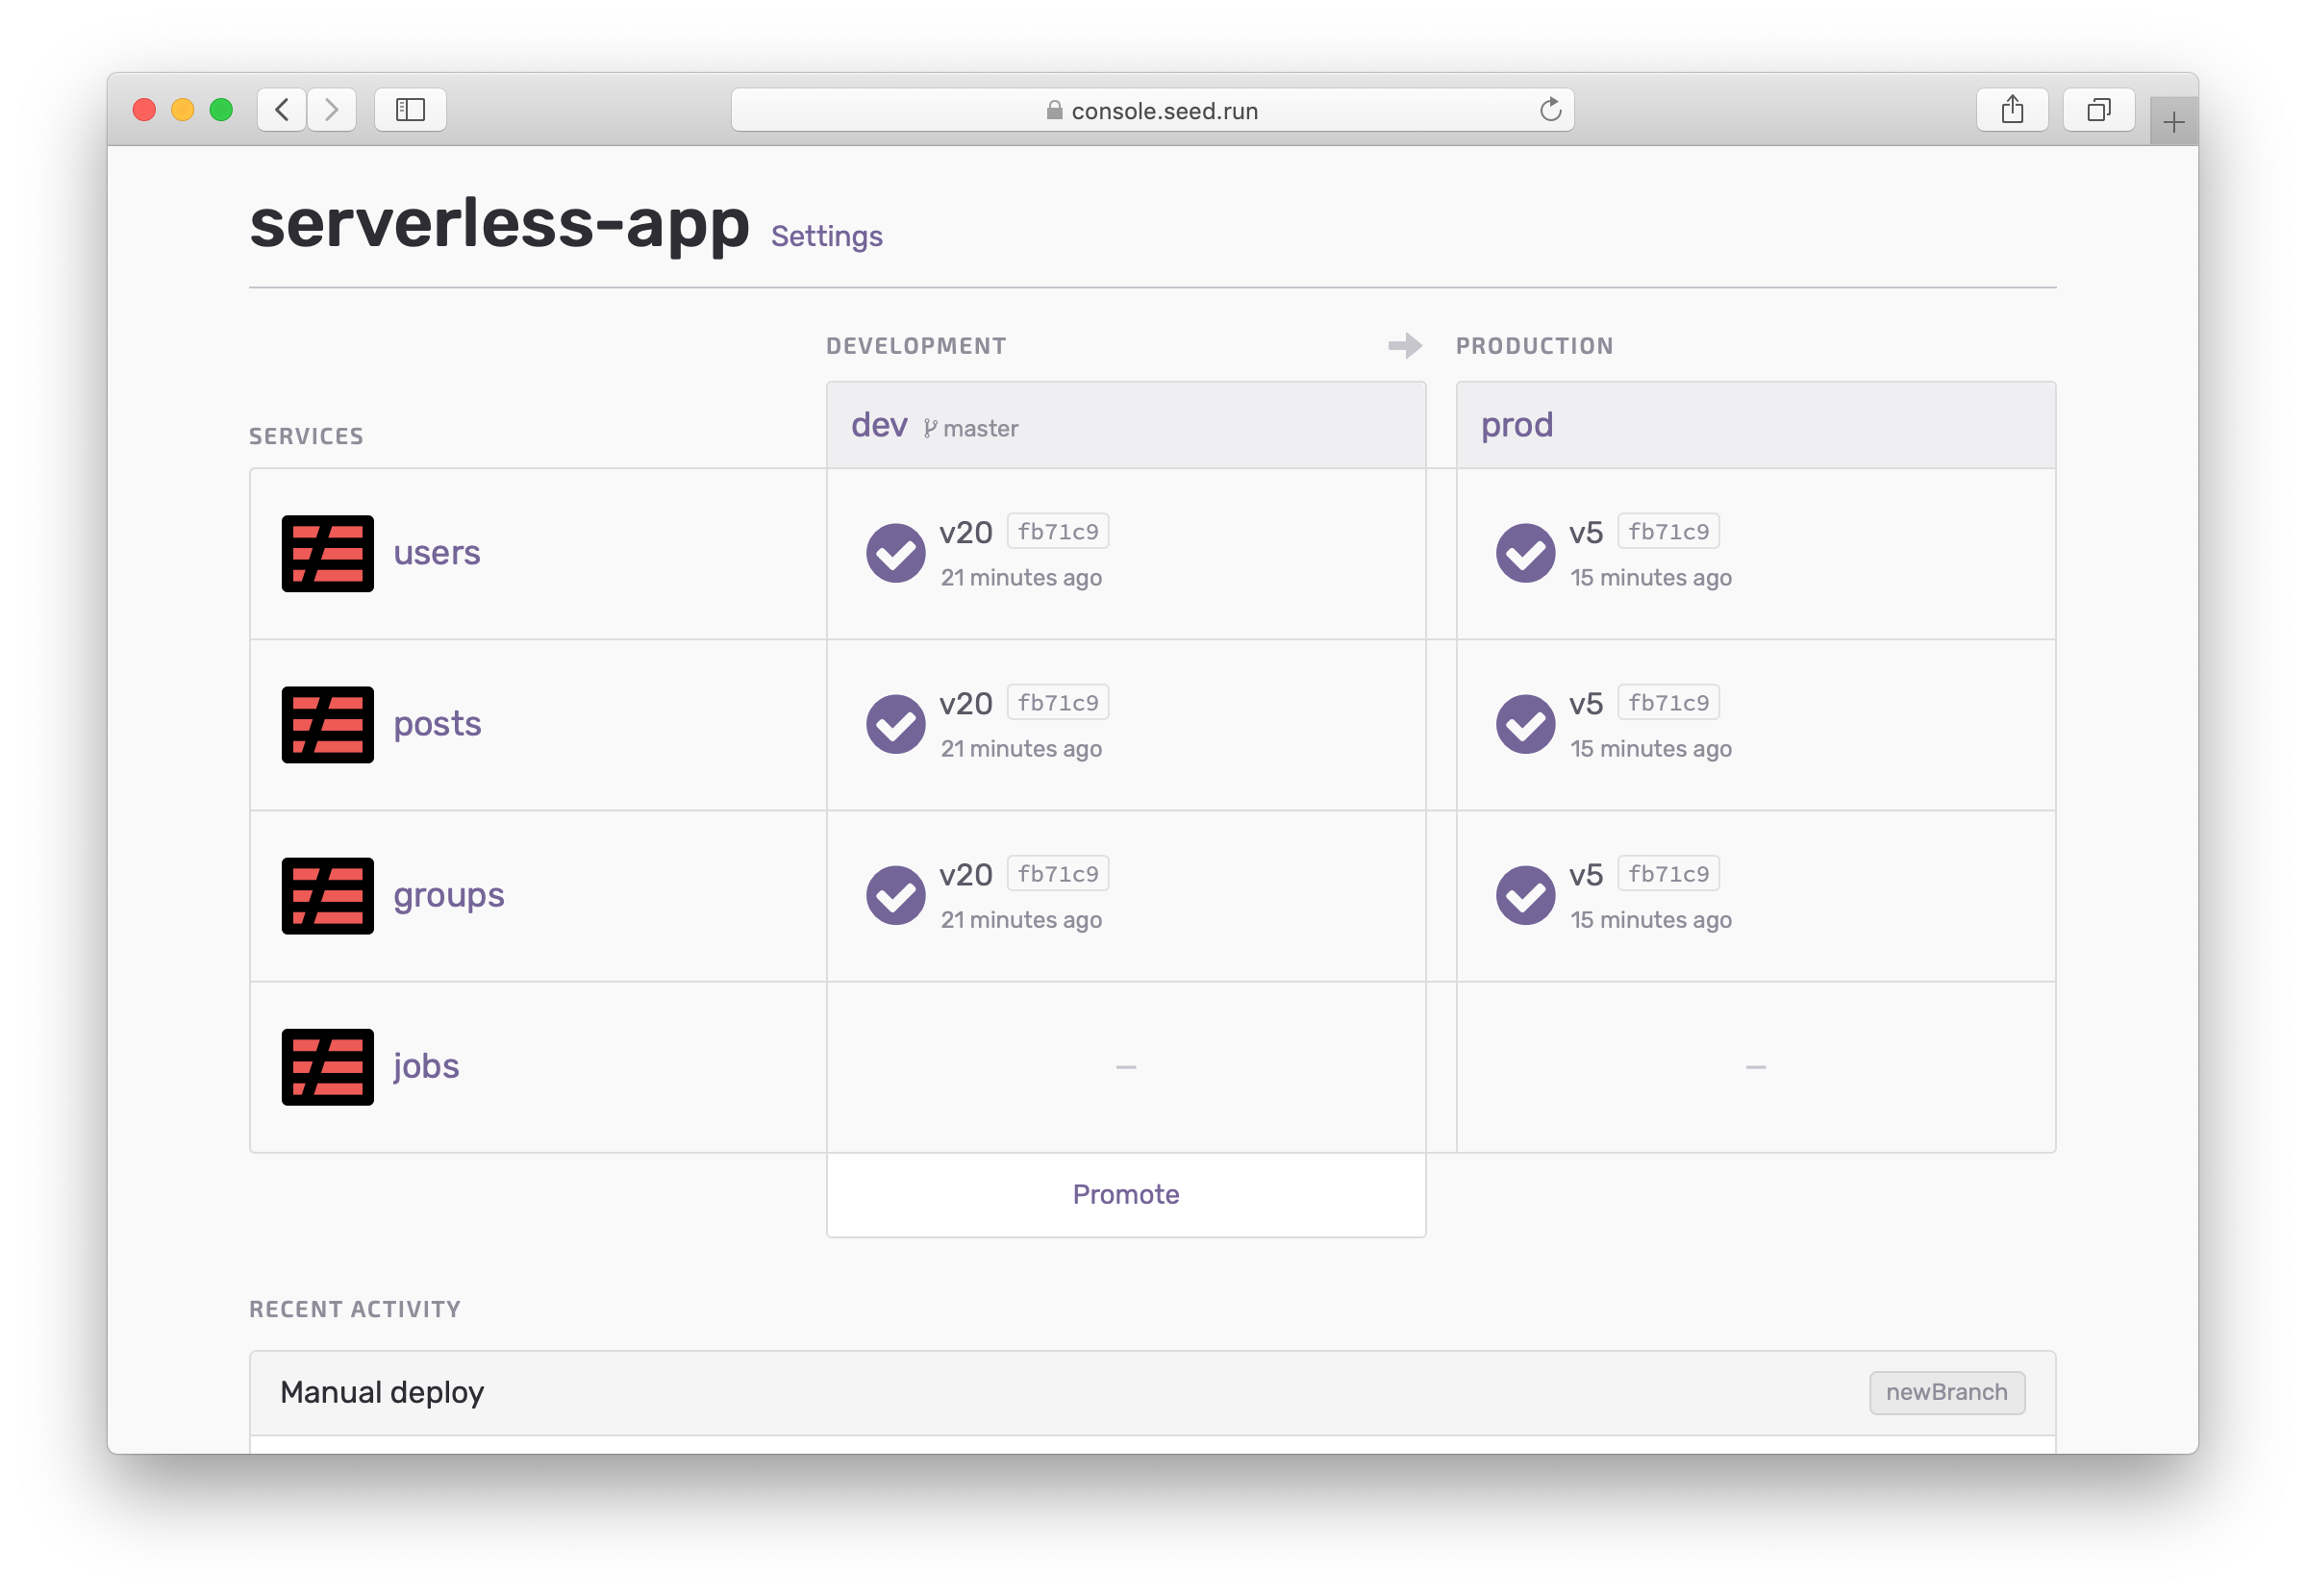 console.seed.run
serverless-app Settings
DEVELOPMENT PRODUCTION
SERVICES dev master prod
users v20 fb71c9 v5 fb71c9
21 minutes ago 15 minutes ago
posts v20 fb71c9 v5 fb71c9
21 minutes ago 15 minutes ago
groups v20 fb71c9 v5 fb71c9
21 minutes ago 15 minutes ago
jobs – –
Promote
RECENT ACTIVITY
Manual deploy newBranch